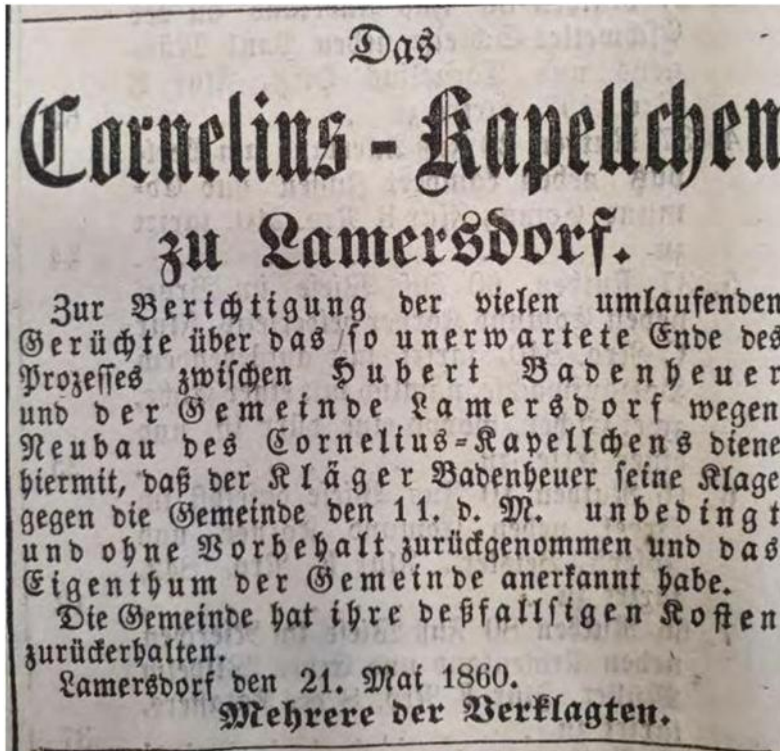 Das
Cornelius-Kapellchen
zu Lamersdorf.
Zur Berichtigung der vielen umlaufenden
Gerüchte über das so unerwartete Ende des
Prozesses zwischen Hubert Badenheuer
und der Gemeinde Lamersdorf wegen
Neubau des Cornelius-Kapellchens diene
hiermit, daß der Kläger Badenheuer seine Klage
gegen die Gemeinde den 11. d. M. unbedingt
und ohne Vorbehalt zurückgenommen und das
Eigenthum der Gemeinde anerkannt habe.
Die Gemeinde hat ihre deßfallsigen Kosten
zurückerhalten.
Lamersdorf den 21. Mai 1860.
Mehrere der Verklagten.